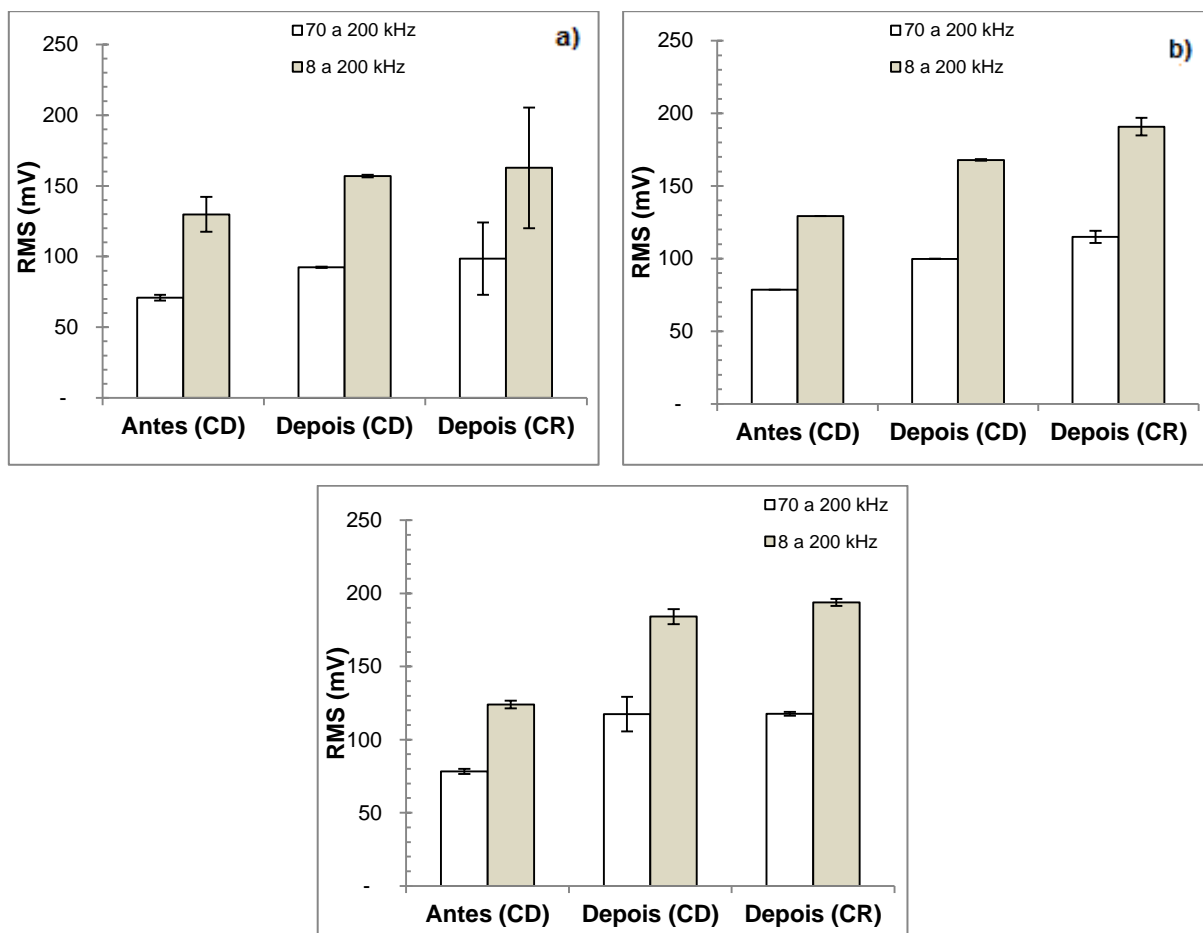 70 a 200 kHz
8 a 200 kHz
a)
RMS (mV)
250
200
150
100
50
-
Antes (CD) Depois (CD) Depois (CR)
70 a 200 kHz
8 a 200 kHz
b)
RMS (mV)
250
200
150
100
50
-
Antes (CD) Depois (CD) Depois (CR)
70 a 200 kHz
8 a 200 kHz
RMS (mV)
250
200
150
100
50
-
Antes (CD) Depois (CD) Depois (CR)